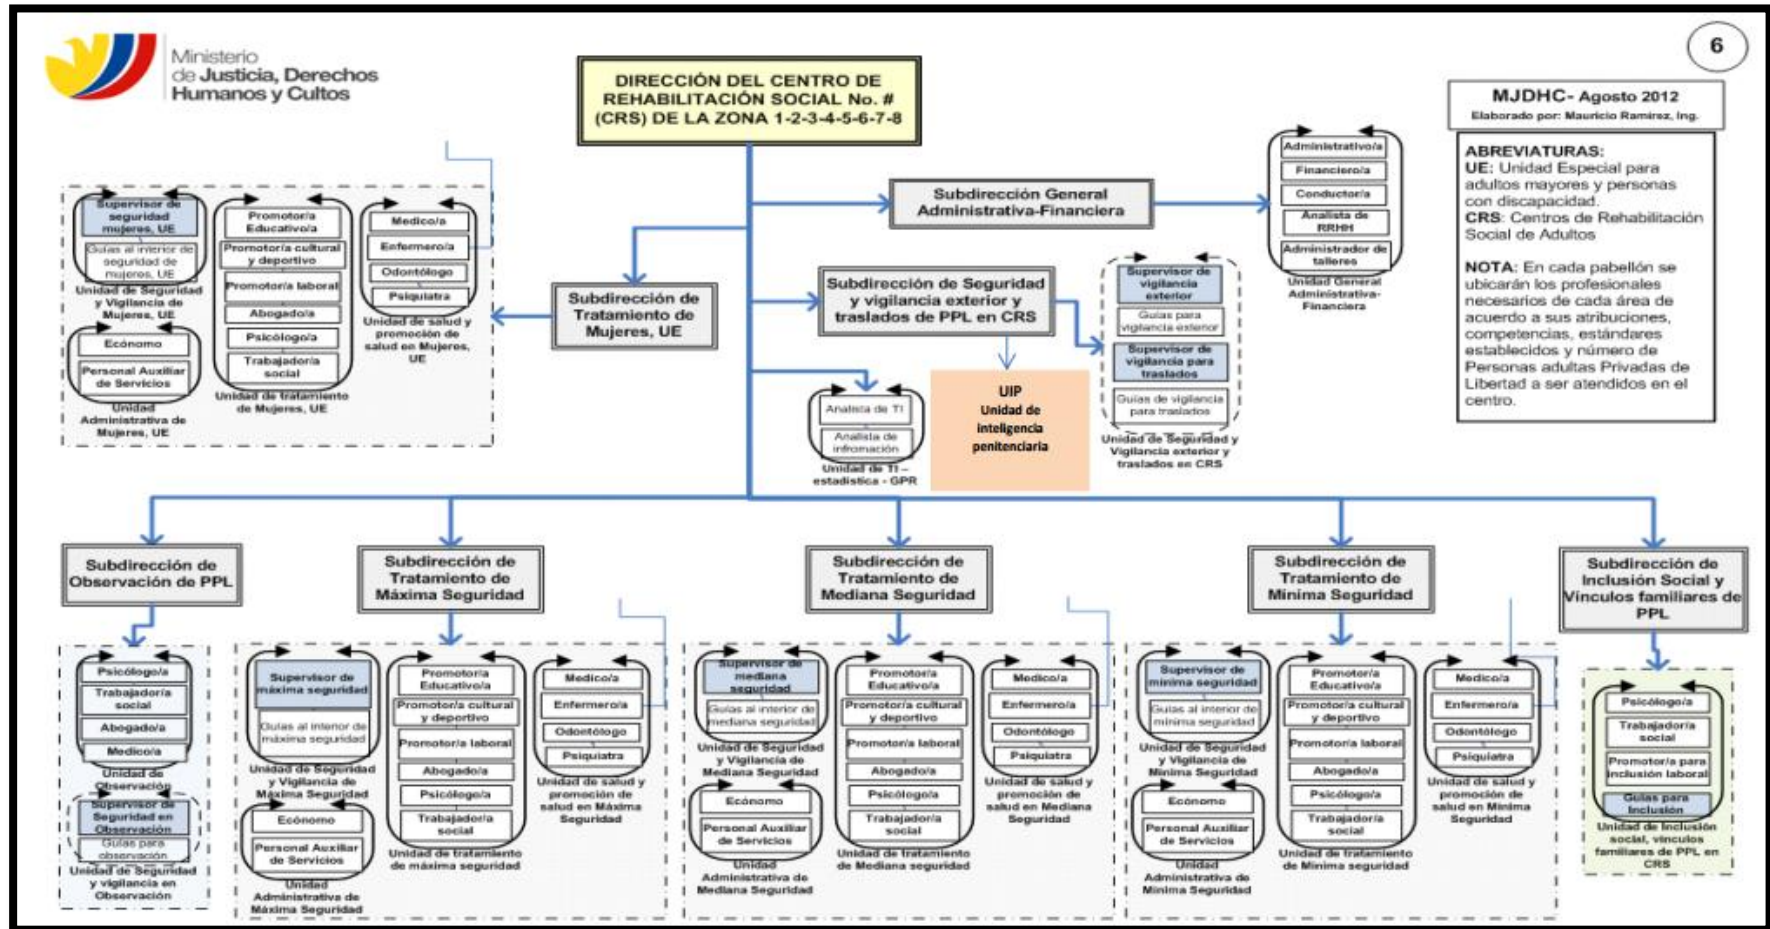 6
Ministerio
de Justicia, Derechos
Humanos y Cultos
DIRECCIÓN DEL CENTRO DE
REHABILITACIÓN SOCIAL No. #
(CRS) DE LA ZONA 1-2-3-4-5-6-7-8
MJDHC- Agosto 2012
Elaborado por: Mauricio Ramírez, Ing.
ABREVIATURAS:
UE: Unidad Especial para
adultos mayores y personas
con discapacidad.
CRS: Centros de Rehabilitación
Social de Adultos
NOTA: En cada pabellón se
ubicarán los profesionales
necesarios de cada área de
acuerdo a sus atribuciones,
competencias, estándares
establecidos y número de
Personas adultas Privadas de
Libertad a ser atendidos en el
centro.
Subdirección General
Administrativa-Financiera
Administrativo/a
Financiero/a
Conductor/a
Analista de
RRHH
Administrador de
talleres
Unidad General
Administrativa-
Financiera
Subdirección de
Tratamiento de
Mujeres, UE
Supervisor de
seguridad
mujeres, UE
Guías al interior de
seguridad de
mujeres, UE
Unidad de Seguridad
y Vigilancia de
Mujeres, UE
Ecónomo
Personal Auxiliar
de Servicios
Unidad
Administrativa de
Mujeres, UE
Promotor/a
Educativo/a
Promotor/a cultural
y deportivo
Promotor/a laboral
Abogado/a
Psicólogo/a
Trabajador/a
social
Unidad de tratamiento
de Mujeres, UE
Medico/a
Enfermero/a
Odontólogo
Psiquiatra
Unidad de salud y
promoción de
salud en Mujeres,
UE
Subdirección de Seguridad
y vigilancia exterior y
traslados de PPL en CRS
Supervisor de
vigilancia
exterior
Guías para
vigilancia exterior
Supervisor de
vigilancia para
traslados
Guías de vigilancia
para traslados
Unidad de Seguridad y
Vigilancia exterior y
traslados en CRS
UIP
Unidad de
inteligencia
penitenciaria
Analista de TI
Analista de
infromación
Unidad de TI –
estadística - GPR
Subdirección de
Observación de PPL
Psicólogo/a
Trabajador/a
social
Abogado/a
Medico/a
Unidad de
Observación
Supervisor de
Seguridad en
Observación
Guías para
observación
Unidad de Seguridad
y vigilancia en
Observación
Subdirección de
Tratamiento de
Máxima Seguridad
Supervisor de
máxima seguridad
Guías al interior de
máxima seguridad
Unidad de Seguridad
y Vigilancia de
Máxima Seguridad
Ecónomo
Personal Auxiliar
de Servicios
Unidad
Administrativa de
Máxima Seguridad
Promotor/a
Educativo/a
Promotor/a cultural
y deportivo
Promotor/a laboral
Abogado/a
Psicólogo/a
Trabajador/a
social
Unidad de tratamiento
de máxima seguridad
Medico/a
Enfermero/a
Odontólogo
Psiquiatra
Unidad de salud y
promoción de
salud en Máxima
Seguridad
Subdirección de
Tratamiento de
Mediana Seguridad
Supervisor de
mediana
seguridad
Guías al interior de
mediana seguridad
Unidad de Seguridad
y Vigilancia de
Mediana Seguridad
Ecónomo
Personal Auxiliar
de Servicios
Unidad
Administrativa de
Mediana Seguridad
Promotor/a
Educativo/a
Promotor/a cultural
y deportivo
Promotor/a laboral
Abogado/a
Psicólogo/a
Trabajador/a
social
Unidad de tratamiento
de Mediana seguridad
Medico/a
Enfermero/a
Odontólogo
Psiquiatra
Unidad de salud y
promoción de
salud en Mediana
Seguridad
Subdirección de
Tratamiento de
Mínima Seguridad
Supervisor de
mínima seguridad
Guías al interior de
mínima seguridad
Unidad de Seguridad
y Vigilancia de
Mínima Seguridad
Ecónomo
Personal Auxiliar
de Servicios
Unidad
Administrativa de
Mínima Seguridad
Promotor/a
Educativo/a
Promotor/a cultural
y deportivo
Promotor/a laboral
Abogado/a
Psicólogo/a
Trabajador/a
social
Unidad de tratamiento
de Mínima seguridad
Medico/a
Enfermero/a
Odontólogo
Psiquiatra
Unidad de salud y
promoción de
salud en Mínima
Seguridad
Subdirección de
Inclusión Social y
Vínculos familiares de
PPL
Psicólogo/a
Trabajador/a
social
Promotor/a para
inclusión laboral
Guías para
Inclusión
Unidad de Inclusión
social, vínculos
familiares de PPL en
CRS